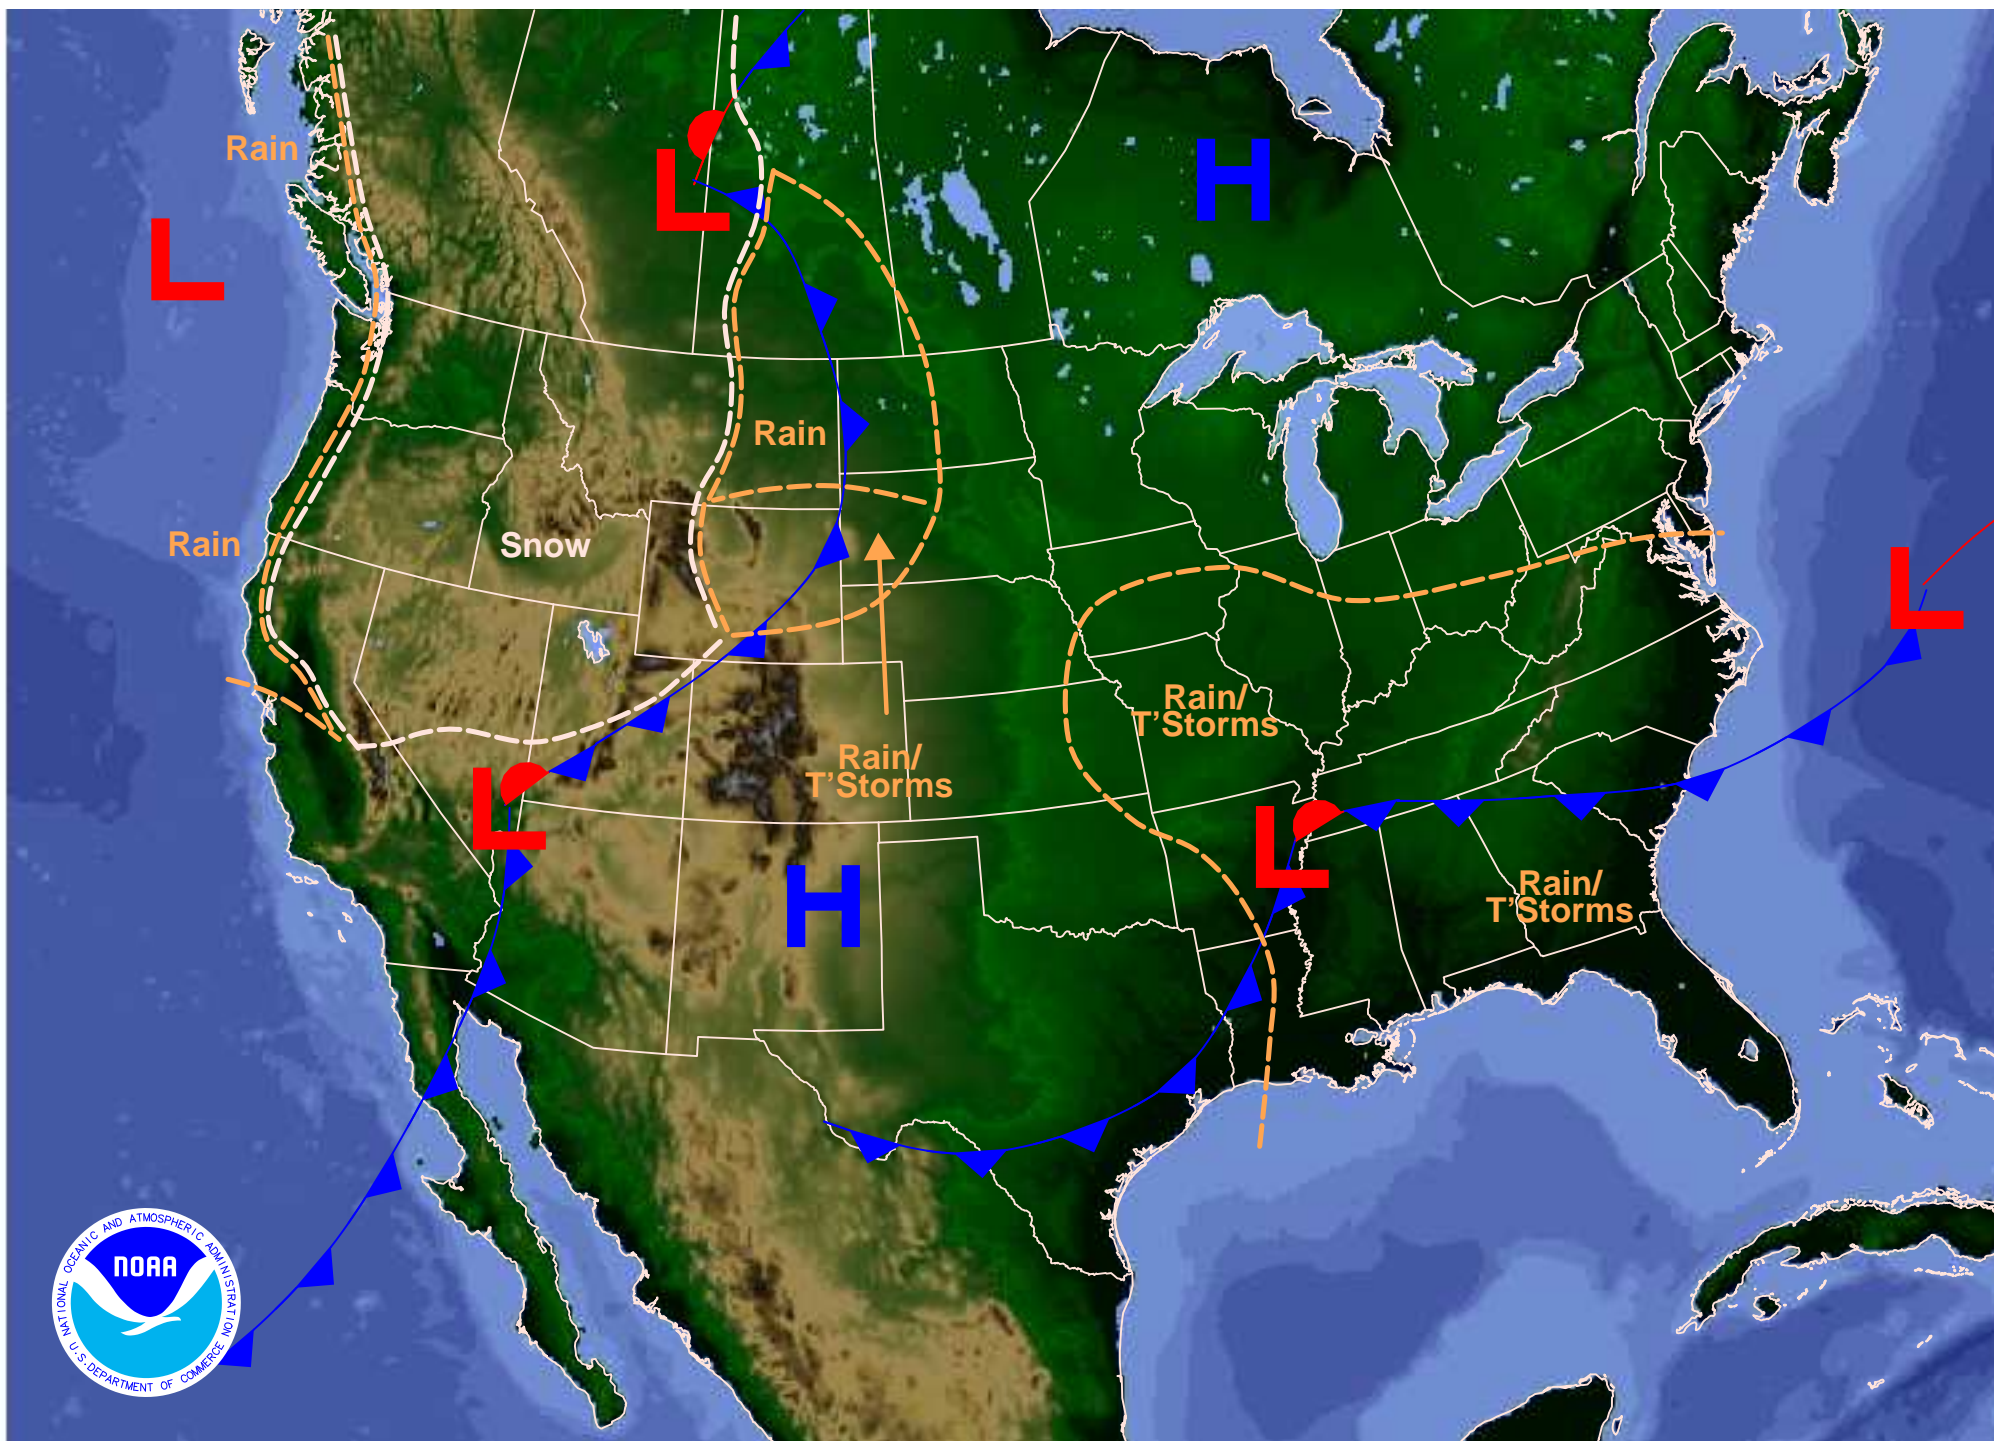 Rain
L
L
H
Rain
Rain
Snow
L
Rain/
T'Storms
Rain/
T'Storms
L
L
H
Rain/
T'Storms
NATIONAL OCEANIC AND ATMOSPHERIC ADMINISTRATION
NOAA
U.S. DEPARTMENT OF COMMERCE